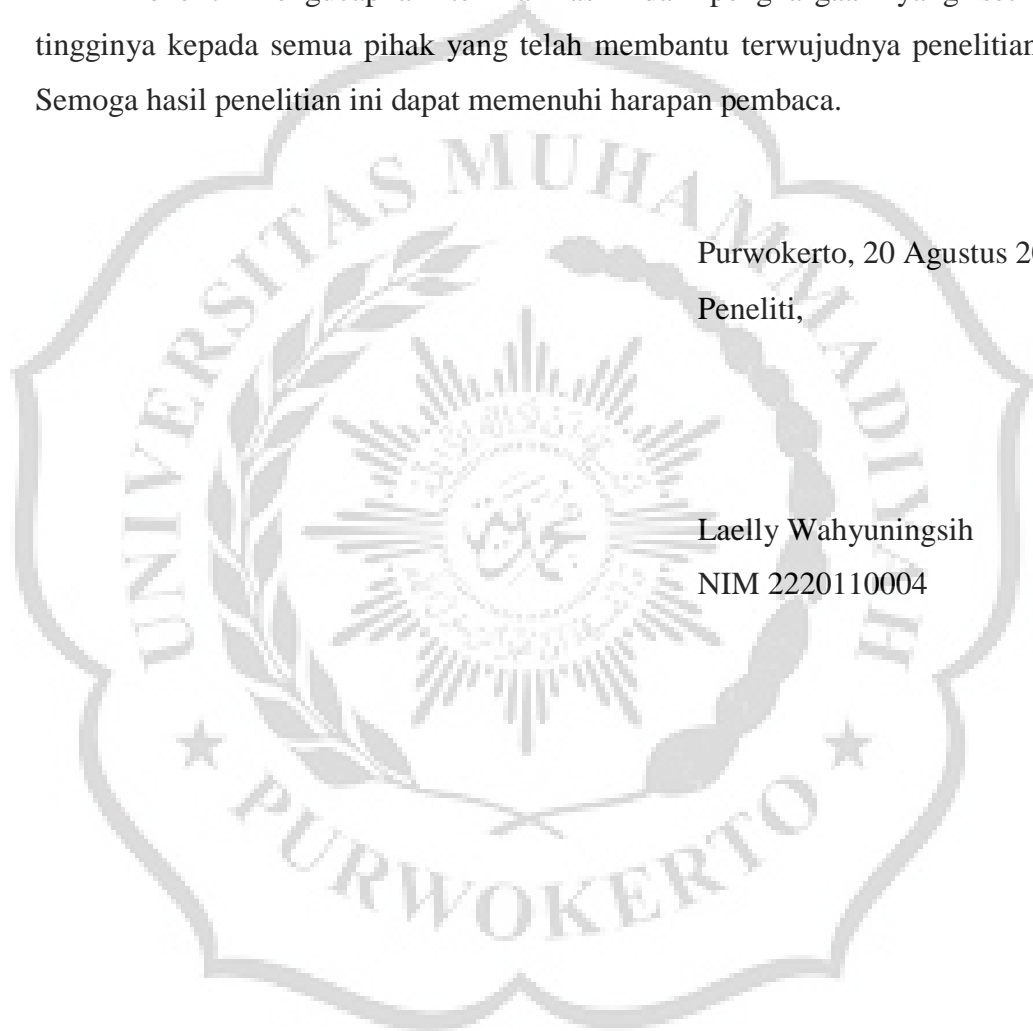 tingginya kepada semua pihak yang telah membantu terwujudnya penelitian
Semoga hasil penelitian ini dapat memenuhi harapan pembaca.
UNIVERSITAS MUHAMMADIYAH
Purwokerto, 20 Agustus
Peneliti,
Laelly Wahyuningsih
NIM 2220110004
★ PURWOKERTO ★